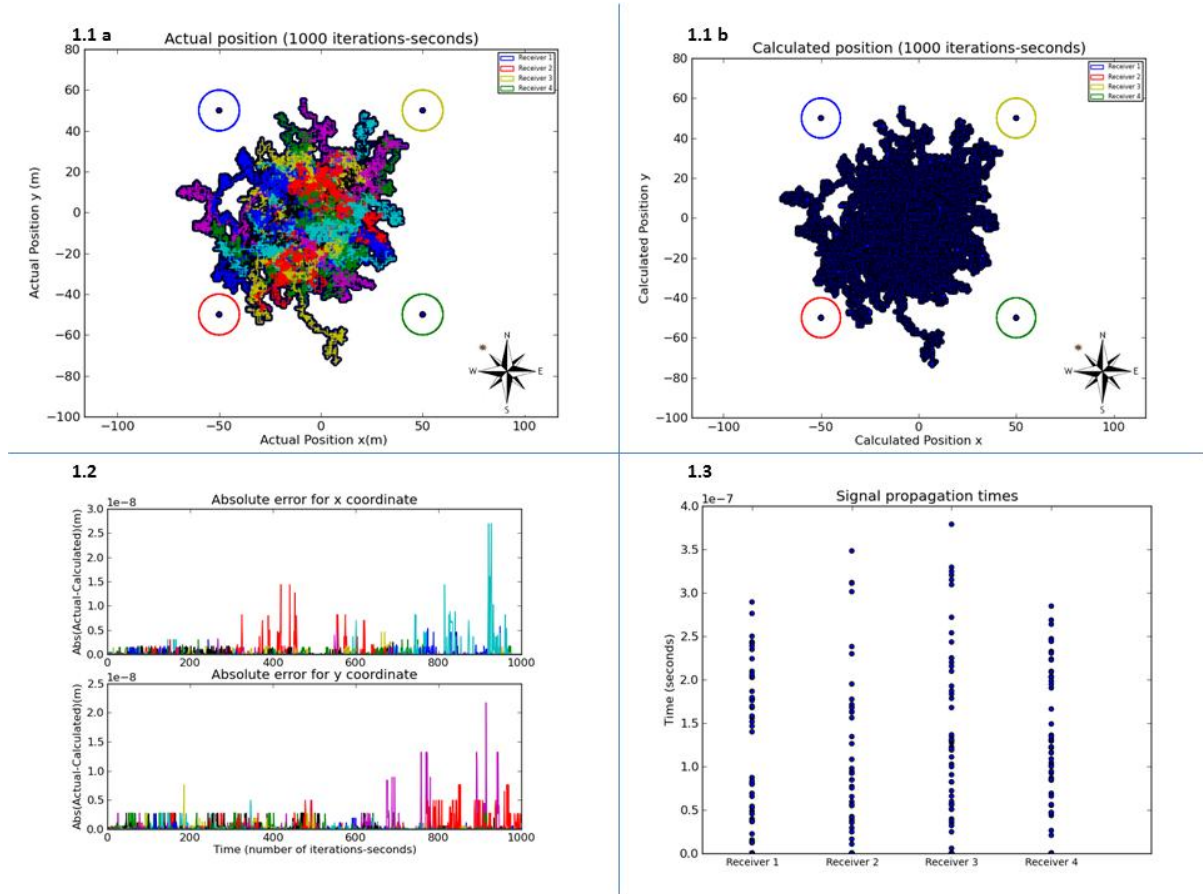 1.1 a
Actual position (1000 iterations-seconds)
Receiver 1
Receiver 2
Receiver 3
Receiver 4
80
60
40
20
0
−20
−40
−60
−80
−100
Actual Position y (m)
N
W
E
S
−100
−50
0
50
100
Actual Position x(m)
1.1 b
Calculated position (1000 iterations-seconds)
Receiver 1
Receiver 2
Receiver 3
Receiver 4
80
60
40
20
0
−20
−40
−60
−80
−100
Calculated Position y
N
W
E
S
−100
−50
0
50
100
Calculated Position x
1.2
Absolute error for x coordinate
1e−8
3.0
2.5
2.0
1.5
1.0
0.5
0.0
Abs(Actual-Calculated)(m)
0
200
400
600
800
1000
Absolute error for y coordinate
1e−8
2.5
2.0
1.5
1.0
0.5
0.0
Abs(Actual-Calculated)(m)
0
200
400
600
800
1000
Time (number of iterations-seconds)
1.3
Signal propagation times
1e−7
4.0
3.5
3.0
2.5
2.0
1.5
1.0
0.5
0.0
Time (seconds)
Receiver 1
Receiver 2
Receiver 3
Receiver 4